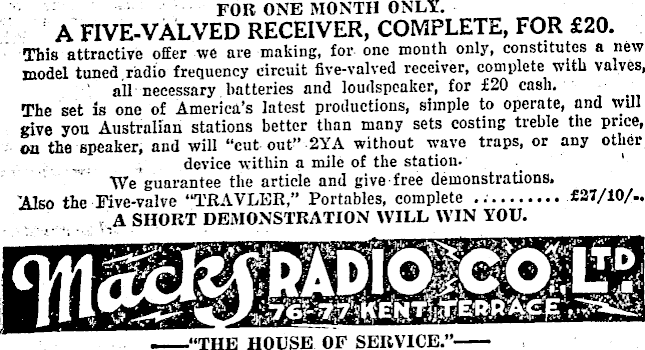 FOR ONE MONTH ONLY.
A FIVE-VALVED RECEIVER, COMPLETE, FOR £20.
This attractive offer we are making, for one month only, constitutes a new
model tuned radio frequency circuit five-valved receiver, complete with valves,
all necessary batteries and loudspeaker, for £20 cash.
The set is one of America's latest productions, simple to operate, and will
give you Australian stations better than many sets costing treble the price,
on the speaker, and will "cut out" 2YA without wave traps, or any other
device within a mile of the station.
We guarantee the article and give free demonstrations.
Also the Five-valve "TRAVLER," Portables, complete .......... £27/10/-.
A SHORT DEMONSTRATION WILL WIN YOU.
Macks RADIO CO., LTD.
76-77 KENT TERRACE.
—"THE HOUSE OF SERVICE."—